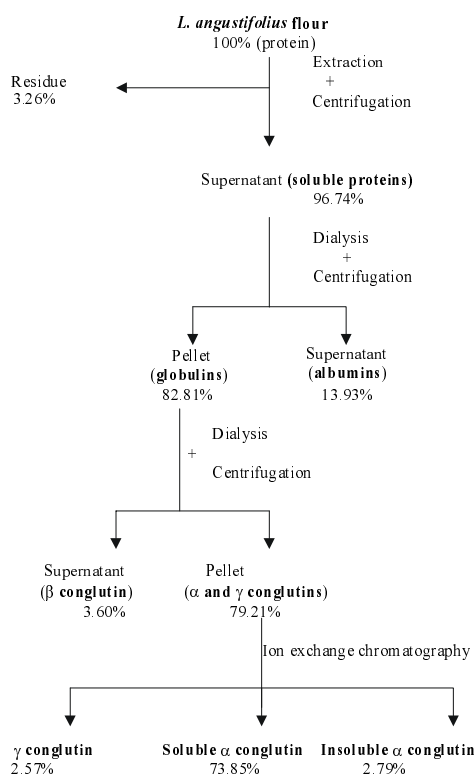 L. angustifolius flour
100% (protein)
Extraction
+
Centrifugation
Residue
3.26%
Supernatant (soluble proteins)
96.74%
Dialysis
+
Centrifugation
Pellet
(globulins)
82.81%
Supernatant
(albumins)
13.93%
Dialysis
+
Centrifugation
Supernatant
(β conglutin)
3.60%
Pellet
(α and γ conglutins)
79.21%
Ion exchange chromatography
γ conglutin
2.57%
Soluble α conglutin
73.85%
Insoluble α conglutin
2.79%